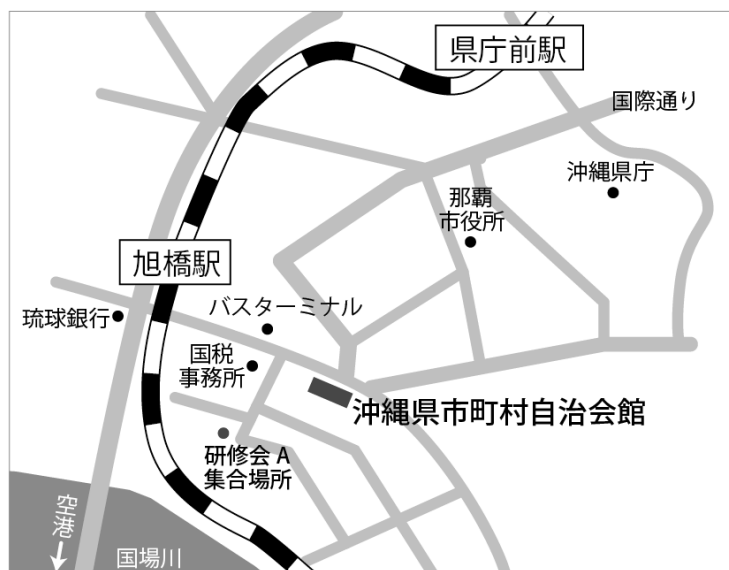 県庁前駅
国際通り
沖縄県庁
那覇
市役所
旭橋駅
バスターミナル
琉球銀行
国税
事務所
沖縄県市町村自治会館
研修会 A
集合場所
空港
国場川